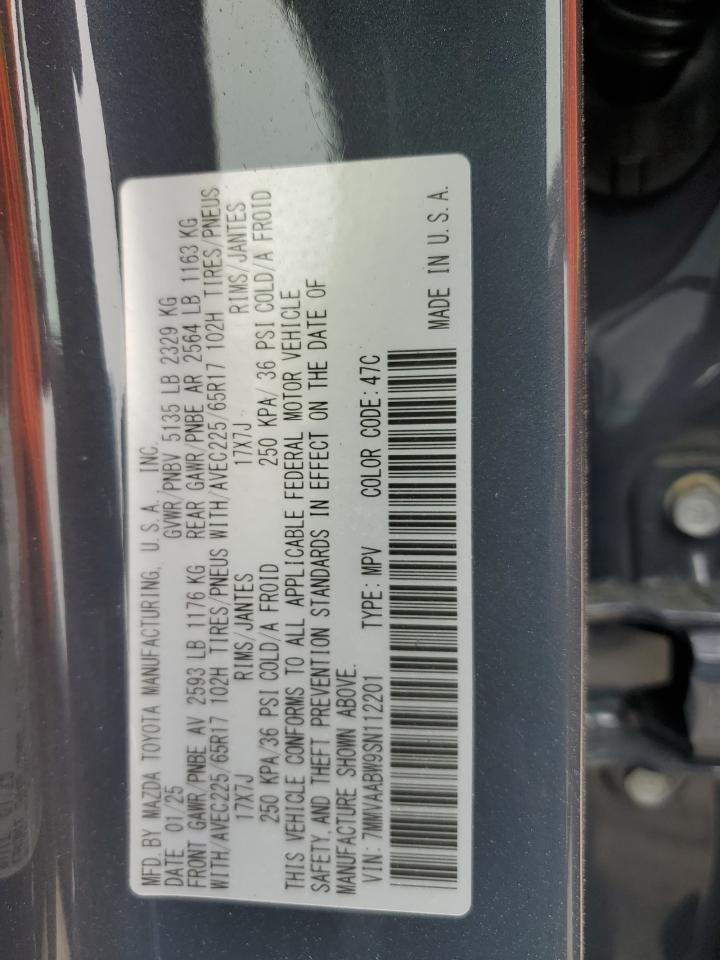 MFD. BY MAZDA TOYOTA MANUFACTURING, U.S.A. INC.
DATE 01/25 GVWR/PNBV 5135 LB 2329 KG
FRONT GAWR/PNBE AV 2593 LB 1176 KG REAR GAWR/PNBE AR 2564 LB 1163 KG
WITH/AVEC225/65R17 102H TIRES/PNEUS WITH/AVEC225/65R17 102H TIRES/PNEUS
17X7J RIMS/JANTES 17X7J RIMS/JANTES
250 KPA/36 PSI COLD/A FROID 250 KPA/ 36 PSI COLD/A FROID
THIS VEHICLE CONFORMS TO ALL APPLICABLE FEDERAL MOTOR VEHICLE
SAFETY, AND THEFT PREVENTION STANDARDS IN EFFECT ON THE DATE OF
MANUFACTURE SHOWN ABOVE.
VIN: 7MMVAABW9SN112201 TYPE: MPV COLOR CODE: 47C
MADE IN U.S.A.